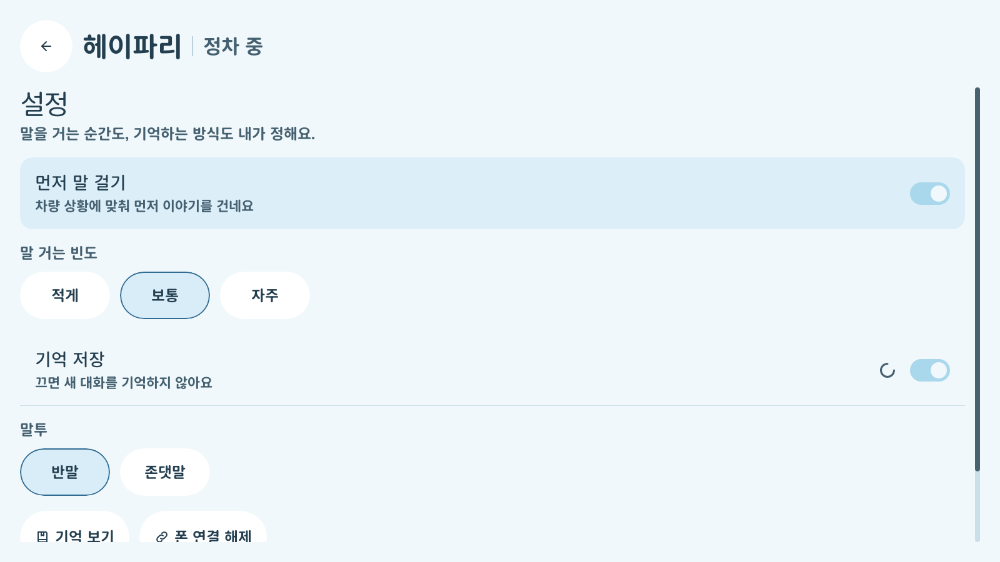 헤이파리
정차 중
설정
말을 거는 순간도, 기억하는 방식도 내가 정해요.
먼저 말 걸기
차량 상황에 맞춰 먼저 이야기를 건네요
말 거는 빈도
적게
보통
자주
기억 저장
끄면 새 대화를 기억하지 않아요
말투
반말
존댓말
기억 보기
폰 연결 해제